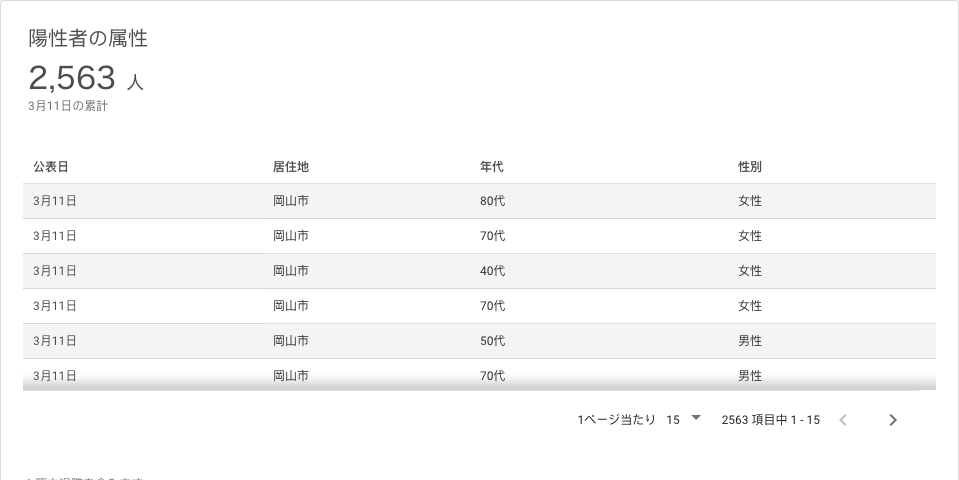 陽性者の属性
2,563 人
3月11日の累計
公表日 居住地 年代 性別
3月11日 岡山市 80代 女性
3月11日 岡山市 70代 女性
3月11日 岡山市 40代 女性
3月11日 岡山市 70代 女性
3月11日 岡山市 50代 男性
3月11日 岡山市 70代 男性
1ページ当たり 15 2563 項目中 1 - 15